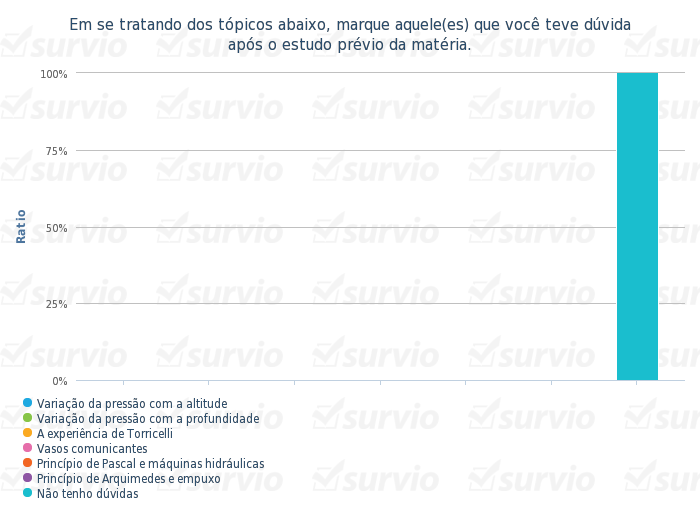 Em se tratando dos tópicos abaixo, marque aquele(es) que você teve dúvida
após o estudo prévio da matéria.
100%
75%
50%
25%
0%
Ratio
Variação da pressão com a altitude
Variação da pressão com a profundidade
A experiência de Torricelli
Vasos comunicantes
Princípio de Pascal e máquinas hidráulicas
Princípio de Arquimedes e empuxo
Não tenho dúvidas
survio